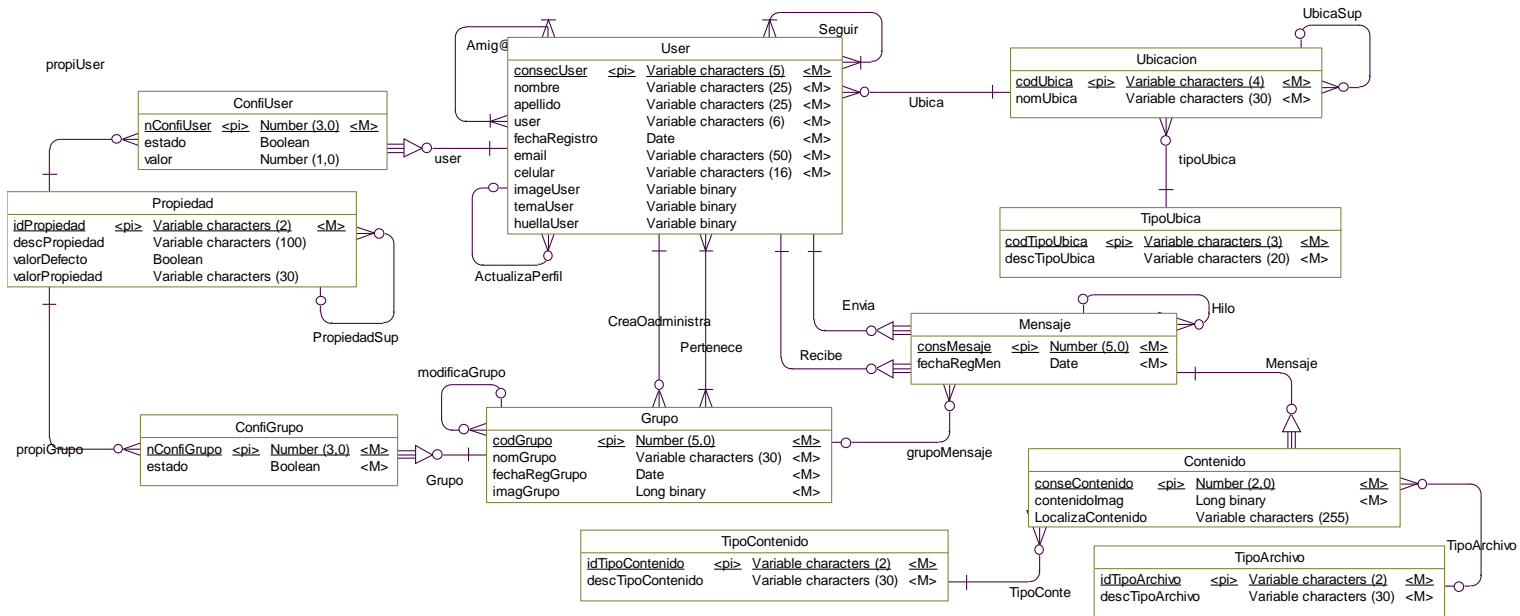 UbicaSup
Seguir
Amig@
User
consecUser <pi> Variable characters (5) <M>
nombre Variable characters (25) <M>
apellido Variable characters (25) <M>
user Variable characters (6) <M>
fechaRegistro Date <M>
email Variable characters (50) <M>
celular Variable characters (16) <M>
imageUser Variable binary
temaUser Variable binary
huellaUser Variable binary
Ubicacion
codUbica <pi> Variable characters (4) <M>
nomUbica Variable characters (30) <M>
Ubica
propiUser
ConfiUser
nConfiUser <pi> Number (3,0) <M>
estado Boolean
valor Number (1,0)
user
tipoUbica
Propiedad
idPropiedad <pi> Variable characters (2) <M>
descPropiedad Variable characters (100)
valorDefecto Boolean
valorPropiedad Variable characters (30)
TipoUbica
codTipoUbica <pi> Variable characters (3) <M>
descTipoUbica Variable characters (20) <M>
ActualizaPerfil
PropiedadSup
CreaOadministra
Pertenece
Envia
Recibe
Hilo
Mensaje
consMesaje <pi> Number (5,0) <M>
fechaRegMen Date <M>
Mensaje
modificaGrupo
Grupo
codGrupo <pi> Number (5,0) <M>
nomGrupo Variable characters (30) <M>
fechaRegGrupo Date <M>
imagGrupo Long binary <M>
ConfiGrupo
nConfiGrupo <pi> Number (3,0) <M>
estado Boolean <M>
propiGrupo
Grupo
grupoMensaje
Contenido
conseContenido <pi> Number (2,0) <M>
contenidoImag Long binary <M>
LocalizaContenido Variable characters (255)
TipoContenido
idTipoContenido <pi> Variable characters (2) <M>
descTipoContenido Variable characters (30) <M>
TipoConte
TipoArchivo
TipoArchivo
idTipoArchivo <pi> Variable characters (2) <M>
descTipoArchivo Variable characters (30) <M>